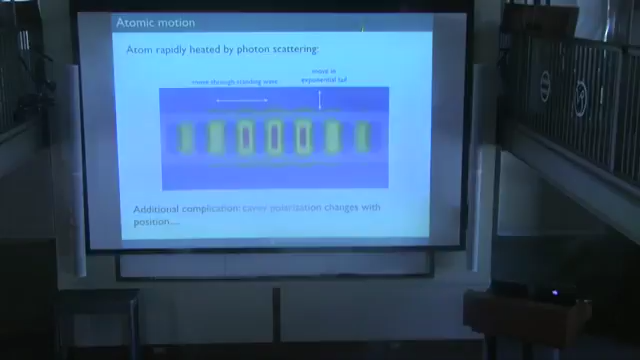 Atomic motion
Atom rapidly heated by photon scattering:
move through standing wave
move in
exponential tail
Additional complication: cavity polarization changes with
position....